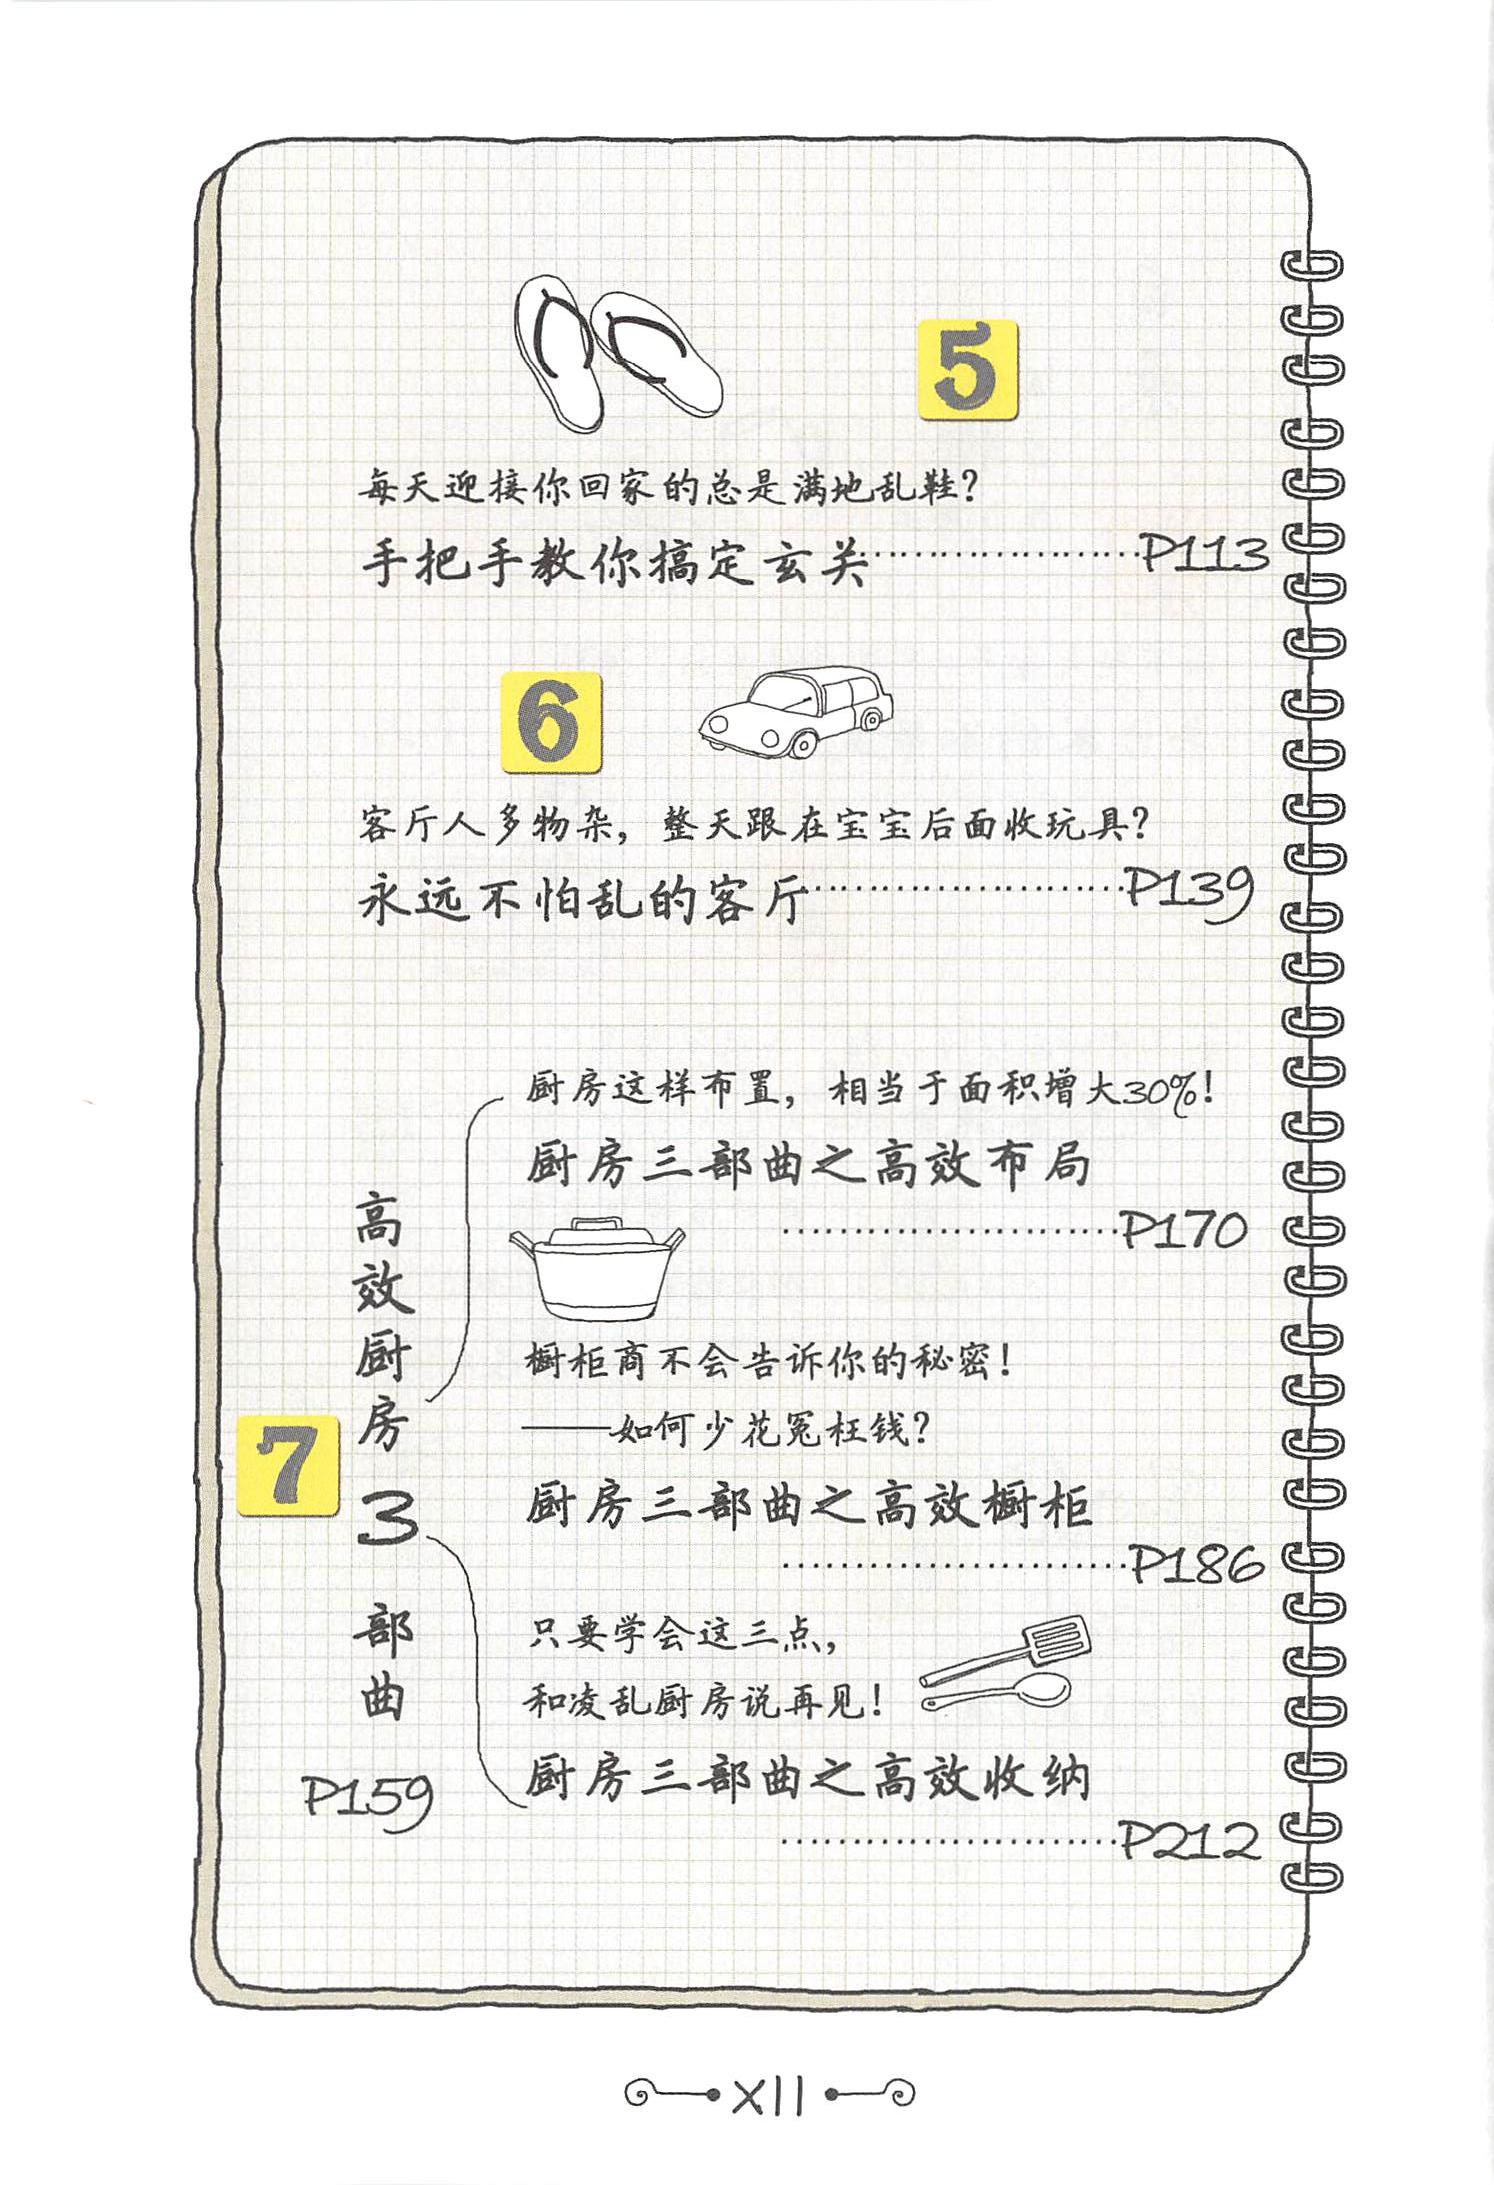 5
每天迎接你回家的总是满地乱鞋？
手把手教你搞定玄关……………………P113
6
客厅人多物杂，整天跟在宝宝后面收玩具？
永远不怕乱的客厅……………………P139
7
高效厨房3部曲
P159
厨房这样布置，相当于面积增大30%！
厨房三部曲之高效布局
……………………P170
橱柜商不会告诉你的秘密！
——如何少花冤枉钱？
厨房三部曲之高效橱柜
……………………P186
只要学会这三点，
和凌乱厨房说再见！
厨房三部曲之高效收纳
……………………P212
XII